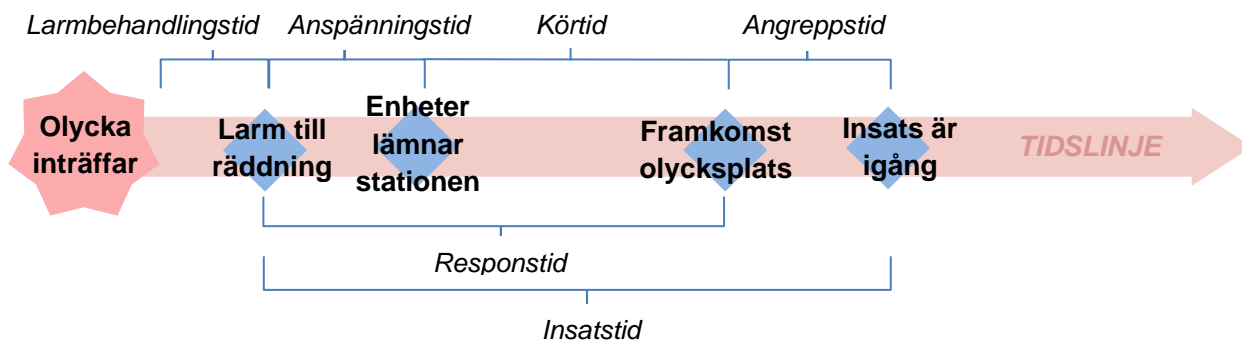 Larmbehandlingstid
Anspänningstid
Körtid
Angreppstid
Olycka
inträffar
Larm till
räddning
Enheter
lämnar
stationen
Framkomst
olycksplats
Insats är
igång
TIDSLINJE
Responstid
Insatstid